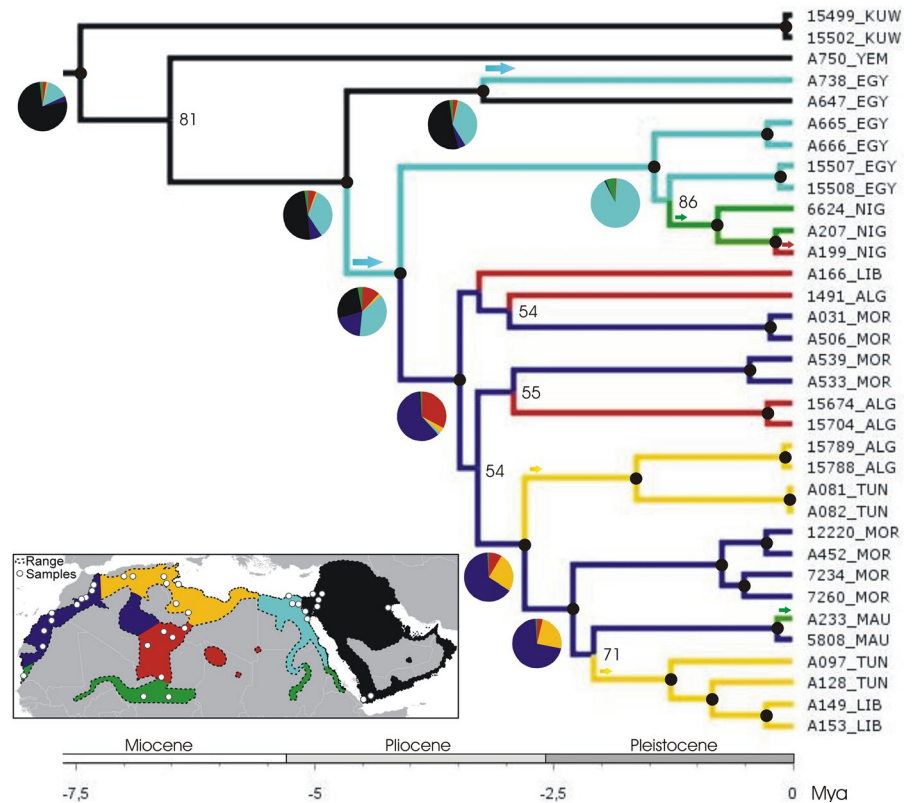 15499_KUW
15502_KUW
A750_YEM
A738_EGY
A647_EGY
A665_EGY
A666_EGY
15507_EGY
15508_EGY
6624_NIG
A207_NIG
A199_NIG
A166_LIB
1491_ALG
A031_MOR
A506_MOR
A539_MOR
A533_MOR
15674_ALG
15704_ALG
15789_ALG
15788_ALG
A081_TUN
A082_TUN
12220_MOR
A452_MOR
7234_MOR
7260_MOR
A233_MAU
5808_MAU
A097_TUN
A128_TUN
A149_LIB
A153_LIB
81
86
54
55
54
71
Range
Samples
Miocene Pliocene Pleistocene
-7,5 -5 -2,5 0 Mya